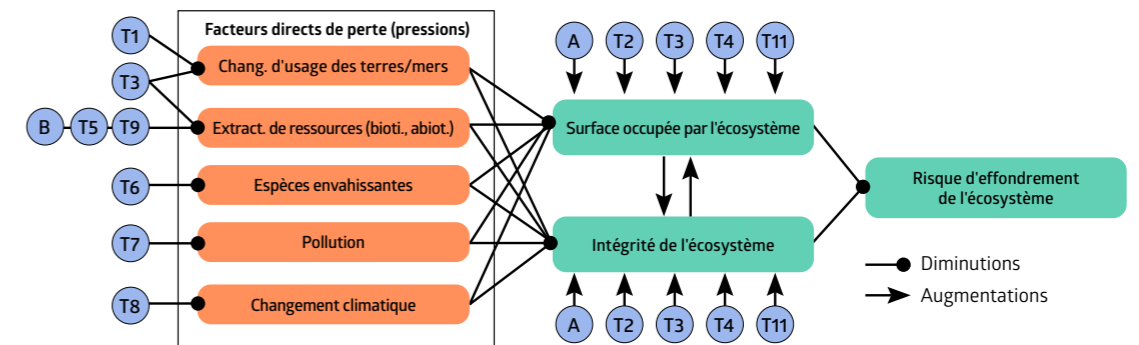 Facteurs directs de perte (pressions)
T1
Chang. d'usage des terres/mers
T3
B
T5
T9
Extract. de ressources (bioti., abiot.)
T6
Espèces envahissantes
T7
Pollution
T8
Changement climatique
A
T2
T3
T4
T11
Surface occupée par l'écosystème
Intégrité de l'écosystème
A
T2
T3
T4
T11
Risque d'effondrement
de l'écosystème
Diminutions
Augmentations